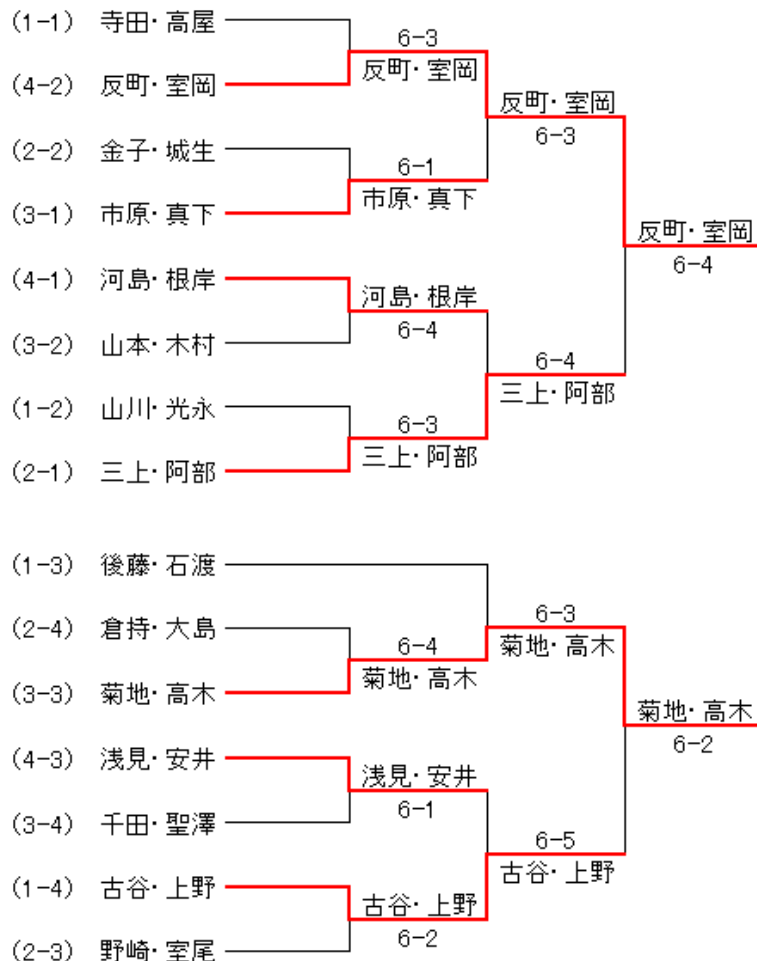 (1-1) 寺田・高屋
6-3
(4-2) 反町・室岡
反町・室岡
反町・室岡
6-3
(2-2) 金子・城生
6-1
(3-1) 市原・真下
市原・真下
反町・室岡
6-4
(4-1) 河島・根岸
河島・根岸
6-4
(3-2) 山本・木村
6-4
三上・阿部
(1-2) 山川・光永
6-3
(2-1) 三上・阿部
三上・阿部
(1-3) 後藤・石渡
6-3
(2-4) 倉持・大島
6-4
菊地・高木
(3-3) 菊地・高木
菊地・高木
菊地・高木
6-2
(4-3) 浅見・安井
浅見・安井
6-1
(3-4) 千田・聖澤
6-5
古谷・上野
(1-4) 古谷・上野
古谷・上野
6-2
(2-3) 野崎・室尾